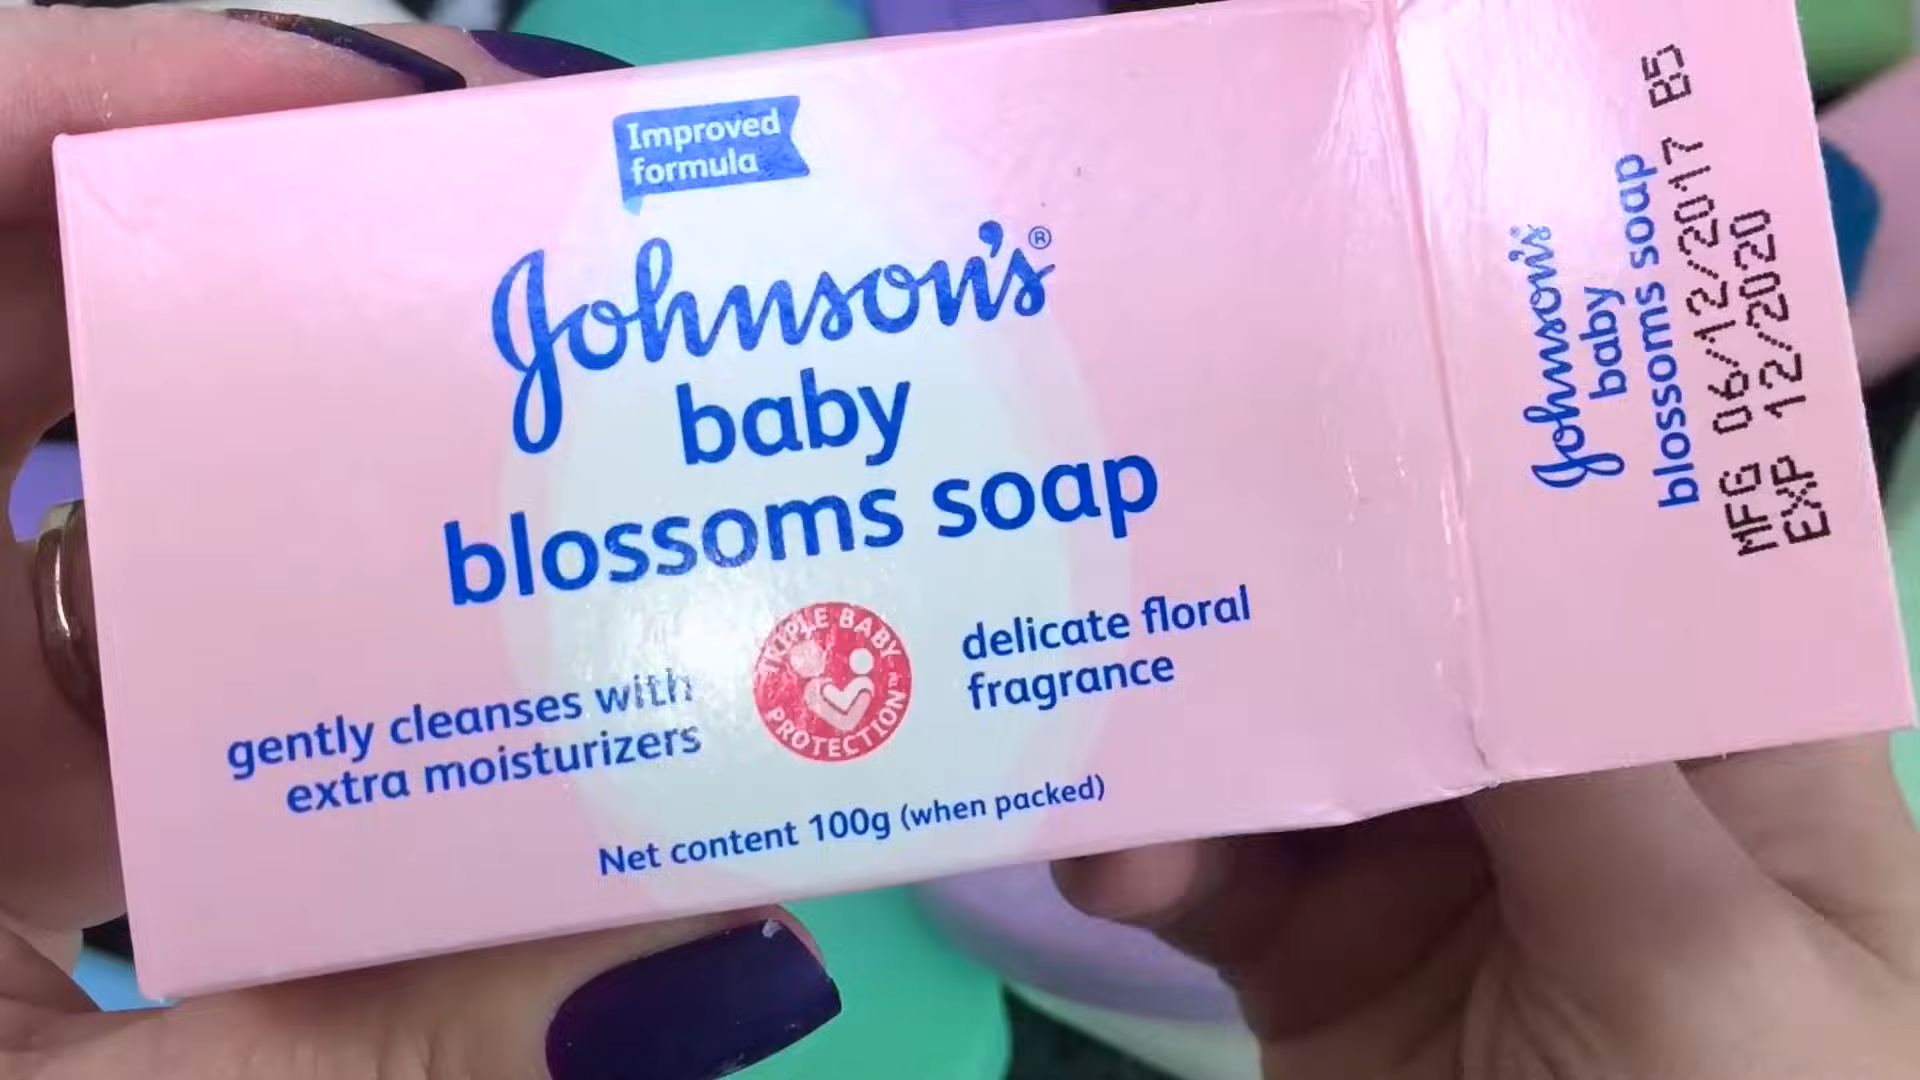 Improved
formula
Johnson's®
baby
blossoms soap
gently cleanses with
extra moisturizers
TRIPLE BABY PROTECTION™
delicate floral
fragrance
Net content 100g (when packed)
Johnson's®
baby
blossoms soap
MFG 06/12/2017 B5
EXP 12/2020